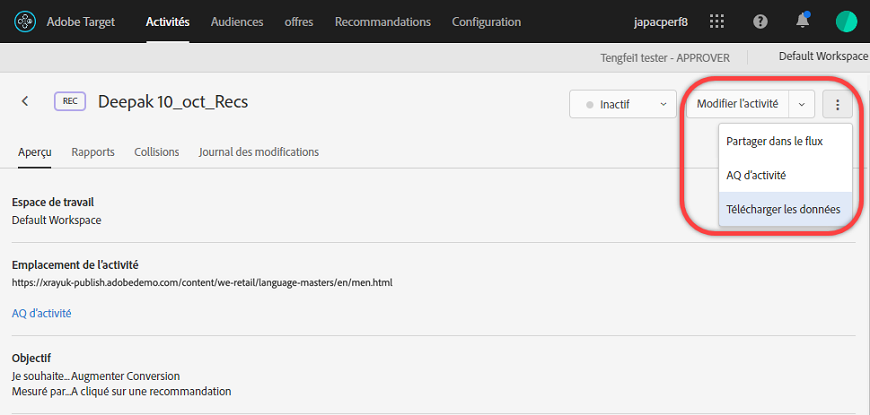 Adobe Target Activités Audiences offres Recommandations Configuration japacperf8
Tengfei1 tester - APPROVER Default Workspace
REC Deepak 10_oct_Recs Inactif Modifier l'activité
Partager dans le flux
AQ d'activité
Télécharger les données
Aperçu Rapports Collisions Journal des modifications
Espace de travail
Default Workspace
Emplacement de l'activité
https://xrayuk-publish.adobedemo.com/content/we-retail/language-masters/en/men.html
AQ d'activité
Objectif
Je souhaite... Augmenter Conversion
Mesuré par...A cliqué sur une recommandation